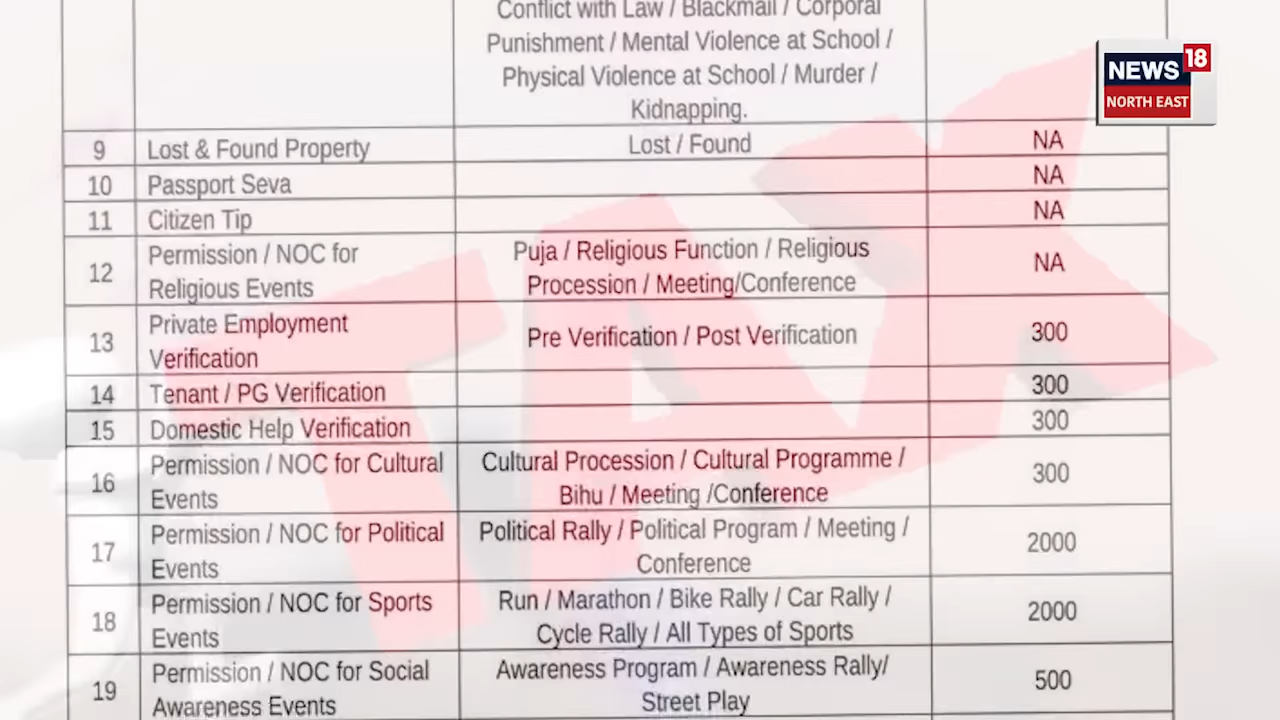 Conflict with Law / Blackmail / Corporal
Punishment / Mental Violence at School /
Physical Violence at School / Murder /
Kidnapping.
NEWS 18
NORTH EAST
9 Lost & Found Property Lost / Found NA
10 Passport Seva NA
11 Citizen Tip NA
12 Permission / NOC for
Religious Events
Puja / Religious Function / Religious
Procession / Meeting/Conference
NA
13 Private Employment
Verification
Pre Verification / Post Verification
300
14 Tenant / PG Verification 300
15 Domestic Help Verification 300
16 Permission / NOC for Cultural
Events
Cultural Procession / Cultural Programme /
Bihu / Meeting /Conference
300
17 Permission / NOC for Political
Events
Political Rally / Political Program / Meeting /
Conference
2000
18 Permission / NOC for Sports
Events
Run / Marathon / Bike Rally / Car Rally /
Cycle Rally / All Types of Sports
2000
19 Permission / NOC for Social
Awareness Events
Awareness Program / Awareness Rally/
Street Play
500
TAX